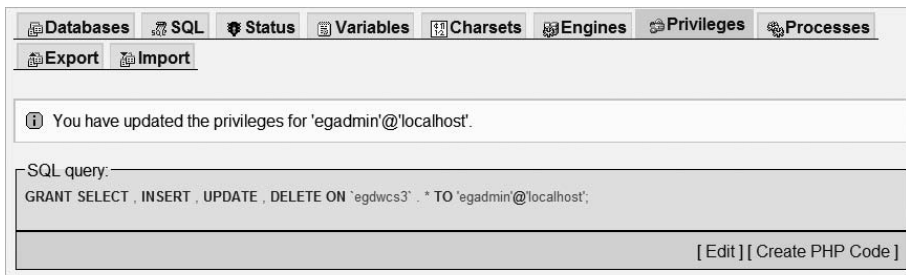 Databases SQL Status Variables Charsets Engines Privileges Processes
Export Import
You have updated the privileges for 'egadmin'@'localhost'.
SQL query:
GRANT SELECT , INSERT , UPDATE , DELETE ON `egdwcs3` . * TO 'egadmin'@'localhost';
[ Edit ] [ Create PHP Code ]